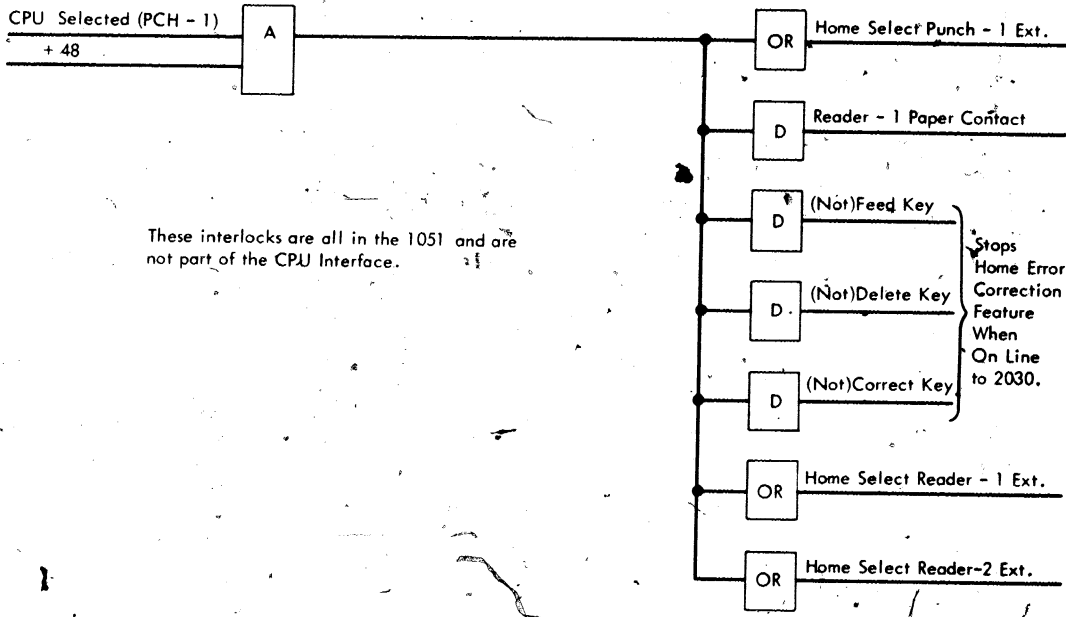 CPU Selected (PCH - 1)
+ 48
A
OR
Home Select Punch - 1 Ext.
D
Reader - 1 Paper Contact
D
(Not)Feed Key
These interlocks are all in the 1051 and are
not part of the CPU Interface.
D
(Not)Delete Key
D
(Not)Correct Key
Stops
Home Error
Correction
Feature
When
On Line
to 2030.
OR
Home Select Reader - 1 Ext.
OR
Home Select Reader-2 Ext.